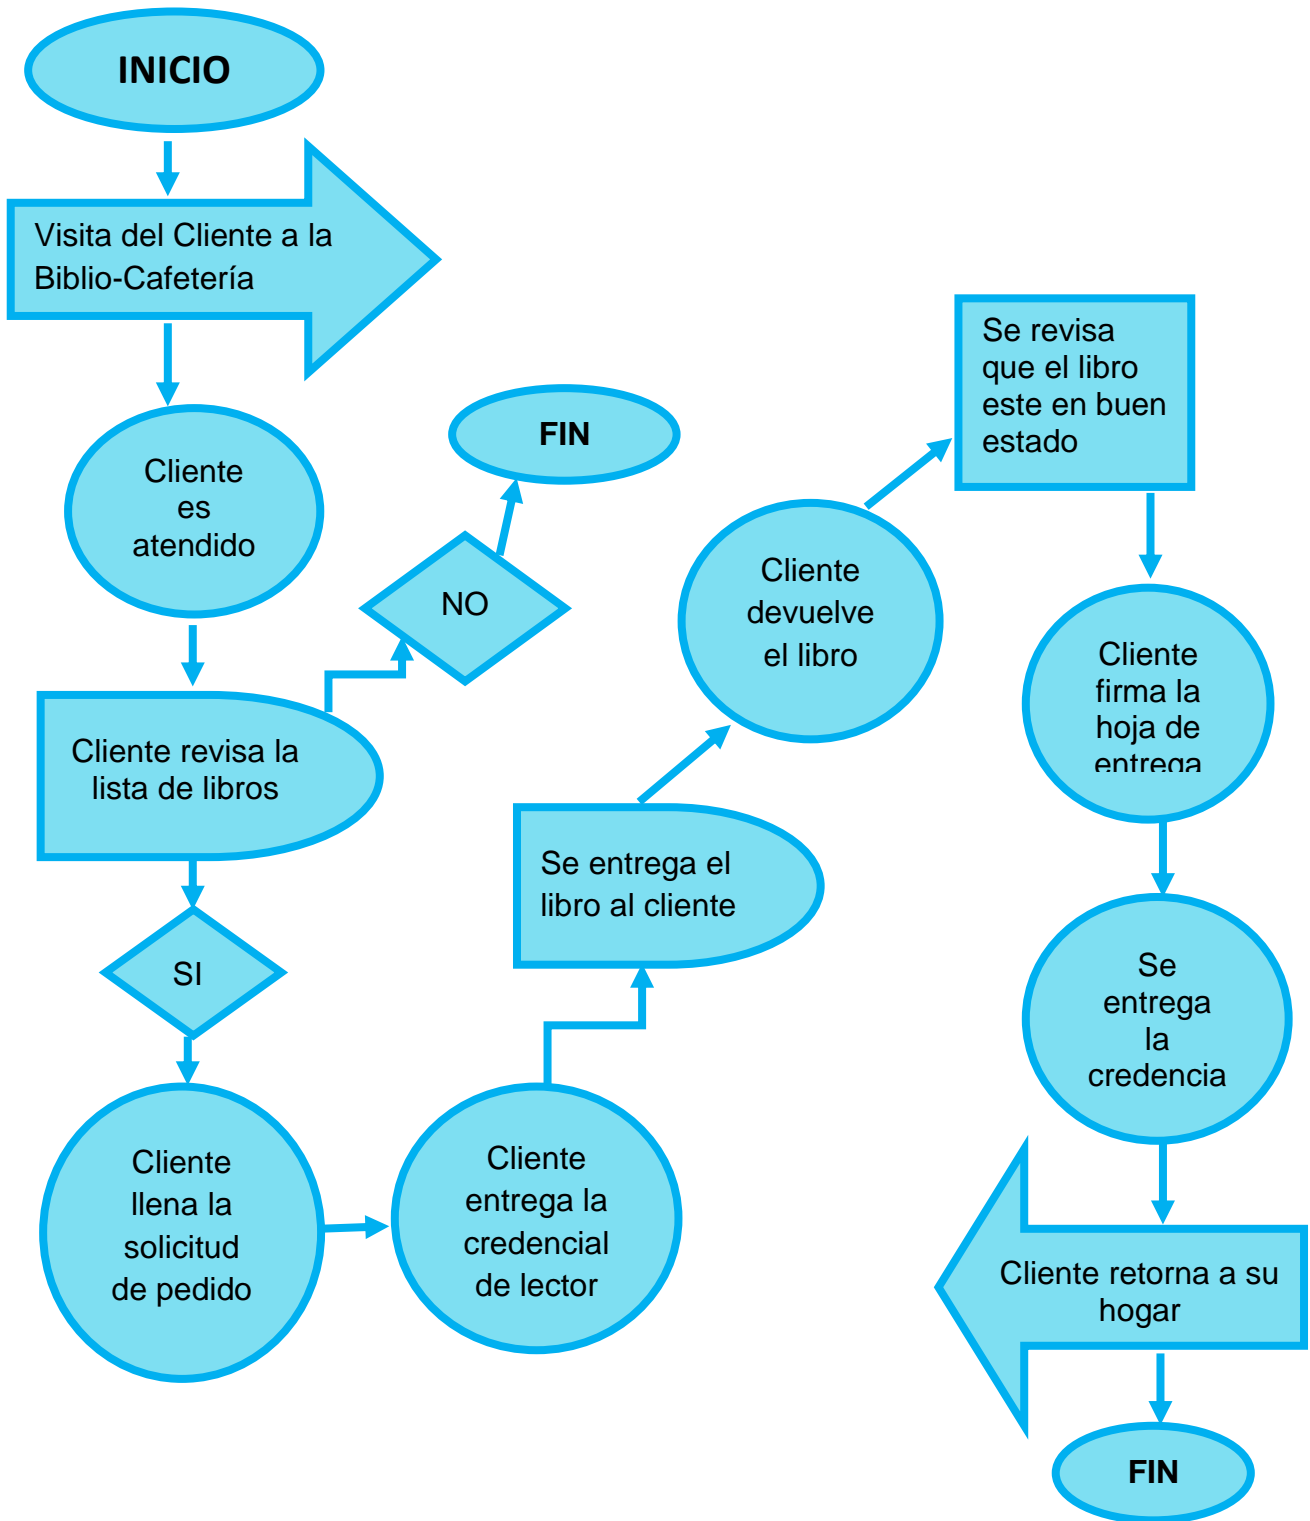 INICIO
Visita del Cliente a la
Biblio-Cafetería
Cliente
es
atendido
FIN
NO
Cliente revisa la
lista de libros
SI
Cliente
llena la
solicitud
de pedido
Cliente
entrega la
credencial
de lector
Se entrega el
libro al cliente
Cliente
devuelve
el libro
Se revisa
que el libro
este en buen
estado
Cliente
firma la
hoja de
entrega
Se
entrega
la
credencia
Cliente retorna a su
hogar
FIN